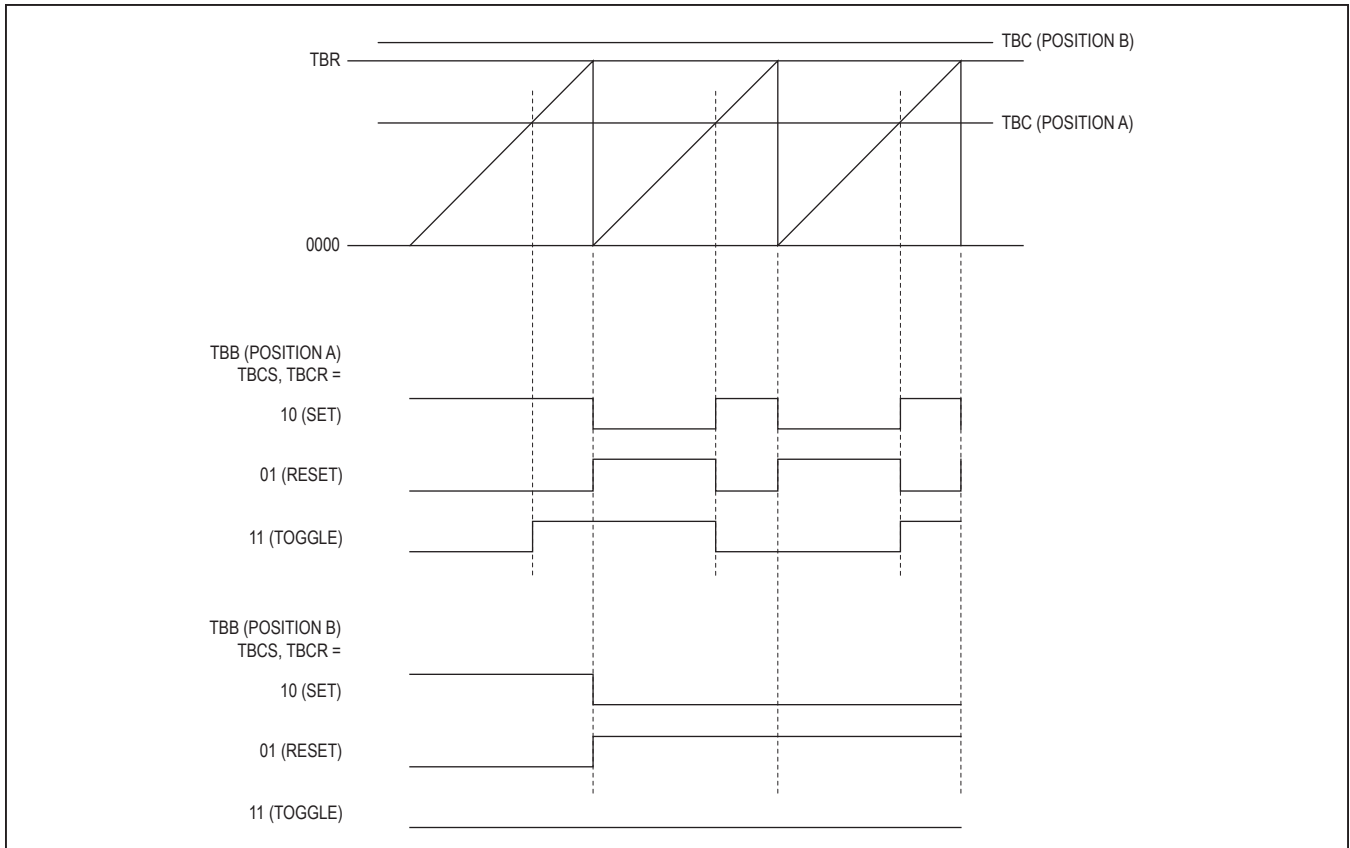 TBC (POSITION B)
TBR
TBC (POSITION A)
0000
TBB (POSITION A)
TBCS, TBCR =
10 (SET)
01 (RESET)
11 (TOGGLE)
TBB (POSITION B)
TBCS, TBCR =
10 (SET)
01 (RESET)
11 (TOGGLE)